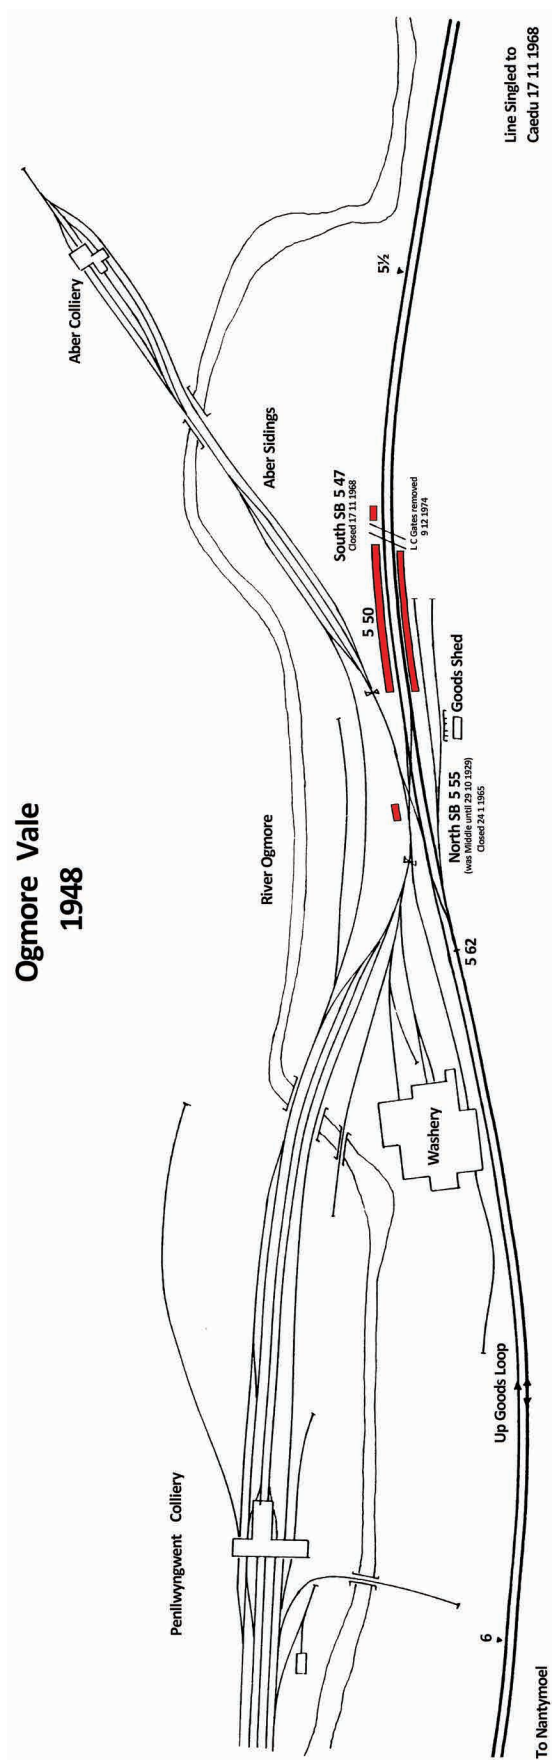 Ogmore Vale
1948
To Nantymoel
6
Penllwyngwent Colliery
Up Goods Loop
Washery
5 62
River Ogmore
North SB 5 55
(was Middle until 29 10 1929)
Closed 24 1 1965
Goods Shed
5 50
South SB 5 47
Closed 17 11 1968
L C Gates removed
9 12 1974
Aber Sidings
Aber Colliery
5½
Line Singled to
Caedu 17 11 1968